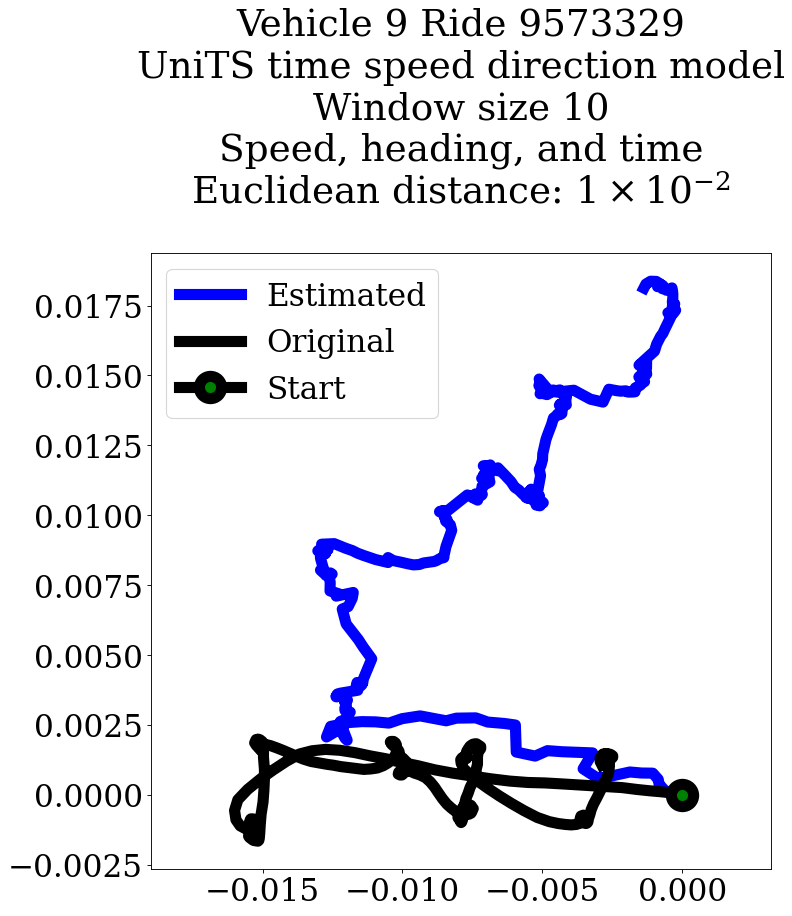 Vehicle 9 Ride 9573329
UniTS time speed direction model
Window size 10
Speed, heading, and time
Euclidean distance: 1 × 10⁻²
Estimated
Original
Start
0.0175
0.0150
0.0125
0.0100
0.0075
0.0050
0.0025
0.0000
−0.0025
−0.015 −0.010 −0.005 0.000